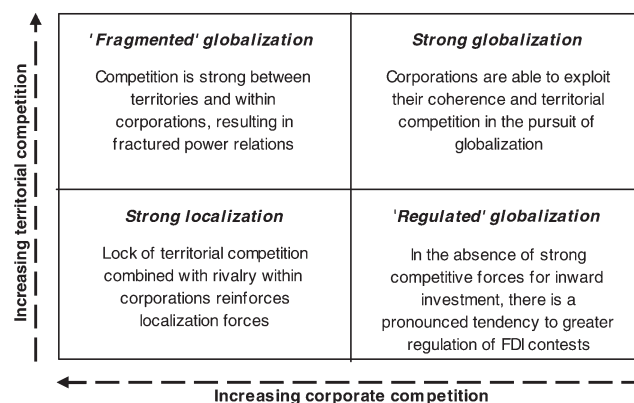 Increasing territorial competition
'Fragmented' globalization
Competition is strong between
territories and within
corporations, resulting in
fractured power relations
Strong globalization
Corporations are able to exploit
their coherence and territorial
competition in the pursuit of
globalization
Strong localization
Lack of territorial competition
combined with rivalry within
corporations reinforces
localization forces
'Regulated' globalization
In the absence of strong
competitive forces for inward
investment, there is a
pronounced tendency to greater
regulation of FDI contests
Increasing corporate competition